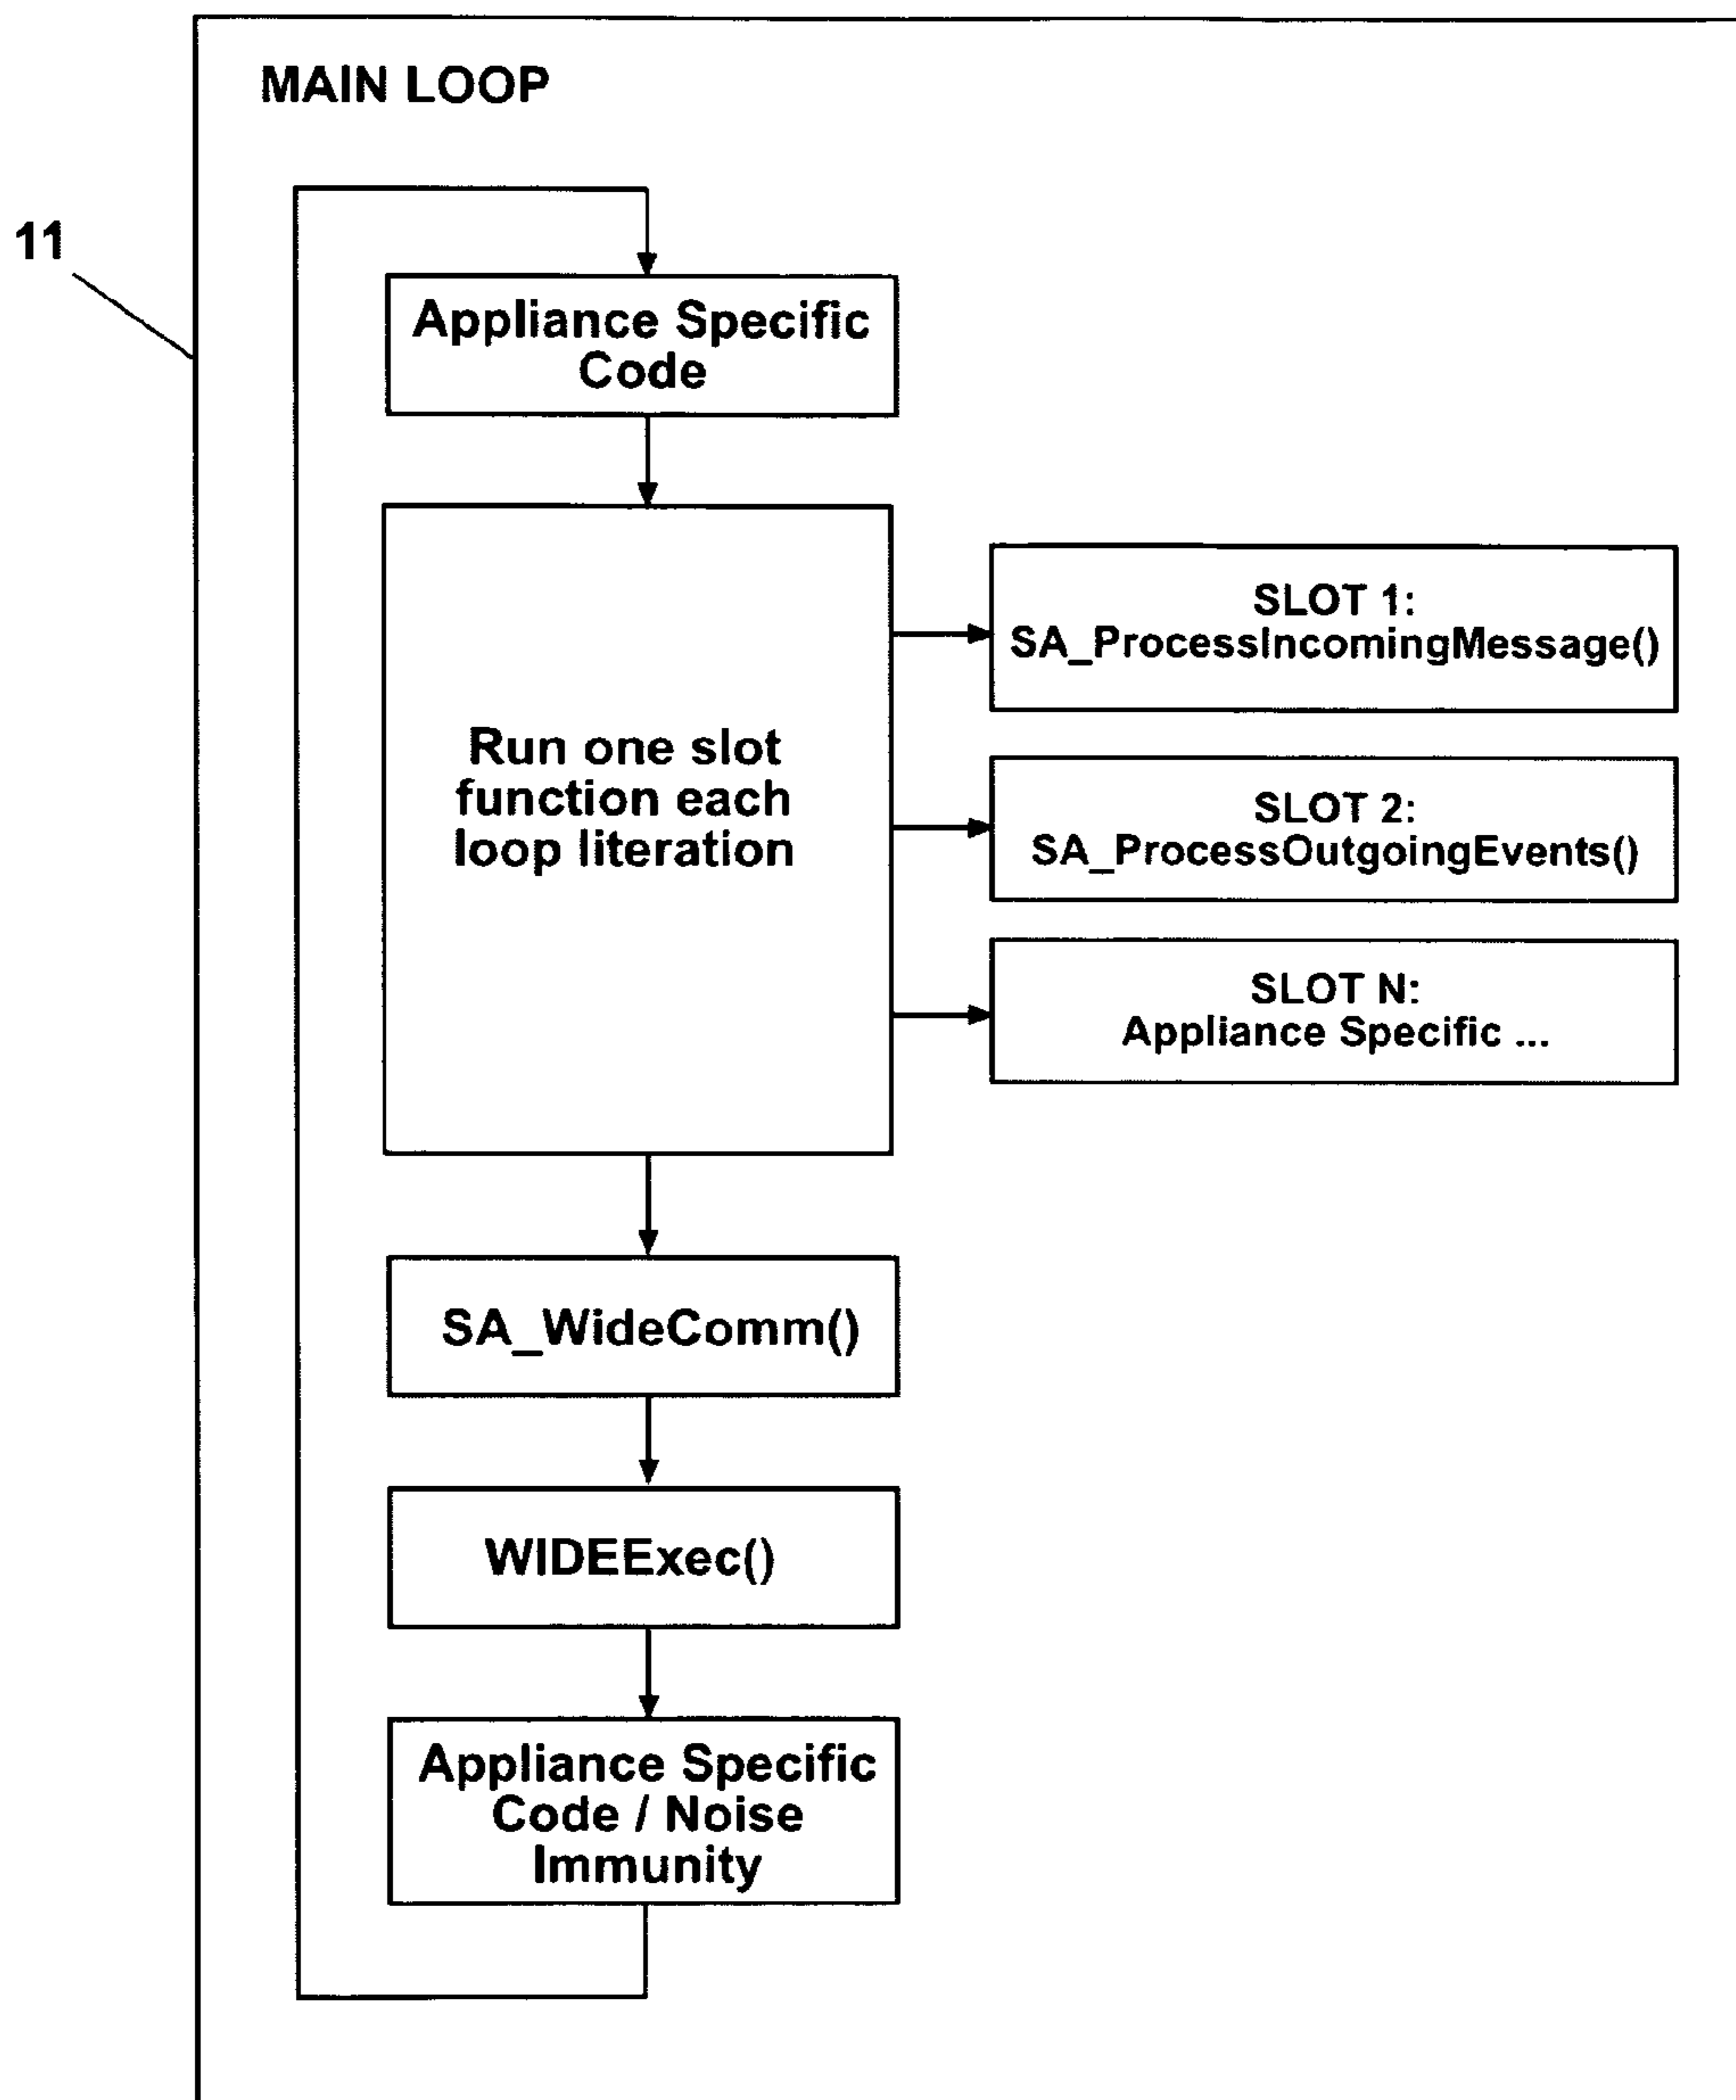 MAIN LOOP
11
Appliance Specific
Code
Run one slot
function each
loop literation
SLOT 1:
SA_ProcessIncomingMessage()
SLOT 2:
SA_ProcessOutgoingEvents()
SLOT N:
Appliance Specific ...
SA_WideComm()
WIDEExec()
Appliance Specific
Code / Noise
Immunity